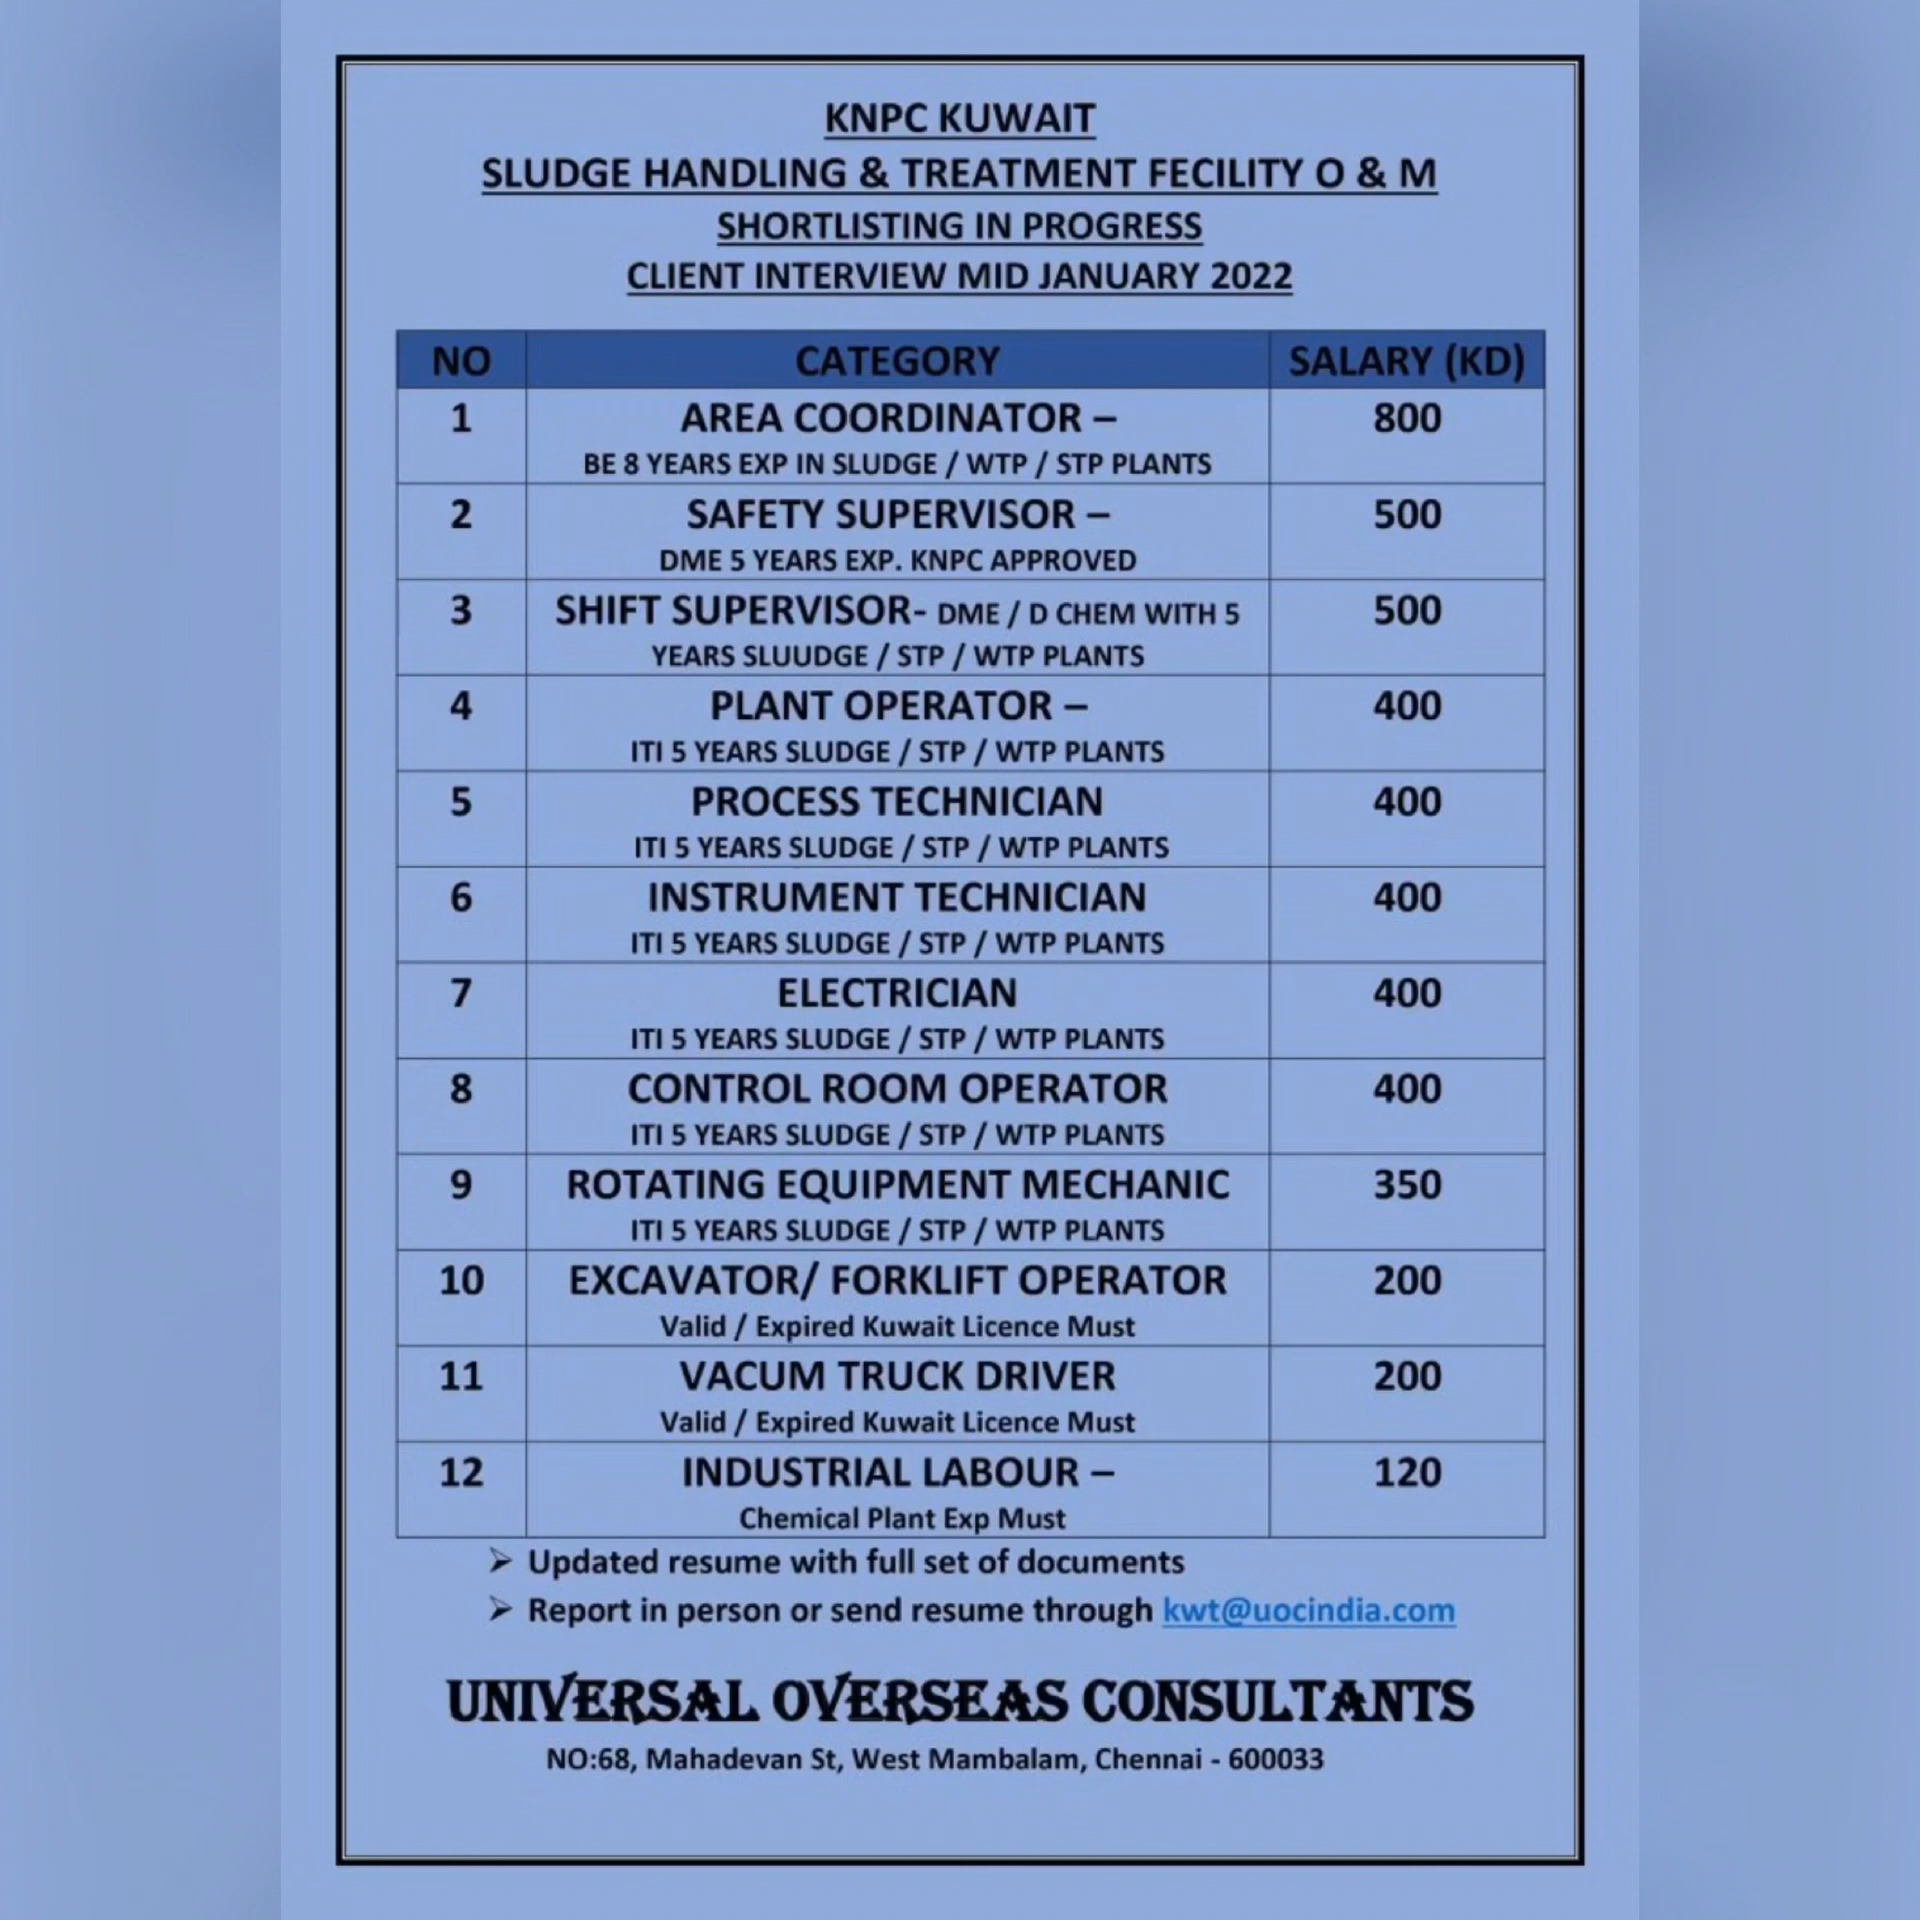 KNPC KUWAIT
SLUDGE HANDLING & TREATMENT FECILITY O & M
SHORTLISTING IN PROGRESS
CLIENT INTERVIEW MID JANUARY 2022
NO CATEGORY SALARY (KD)
1 AREA COORDINATOR – 800
BE 8 YEARS EXP IN SLUDGE / WTP / STP PLANTS
2 SAFETY SUPERVISOR – 500
DME 5 YEARS EXP. KNPC APPROVED
3 SHIFT SUPERVISOR- DME / D CHEM WITH 5 500
YEARS SLUUDGE / STP / WTP PLANTS
4 PLANT OPERATOR – 400
ITI 5 YEARS SLUDGE / STP / WTP PLANTS
5 PROCESS TECHNICIAN 400
ITI 5 YEARS SLUDGE / STP / WTP PLANTS
6 INSTRUMENT TECHNICIAN 400
ITI 5 YEARS SLUDGE / STP / WTP PLANTS
7 ELECTRICIAN 400
ITI 5 YEARS SLUDGE / STP / WTP PLANTS
8 CONTROL ROOM OPERATOR 400
ITI 5 YEARS SLUDGE / STP / WTP PLANTS
9 ROTATING EQUIPMENT MECHANIC 350
ITI 5 YEARS SLUDGE / STP / WTP PLANTS
10 EXCAVATOR/ FORKLIFT OPERATOR 200
Valid / Expired Kuwait Licence Must
11 VACUM TRUCK DRIVER 200
Valid / Expired Kuwait Licence Must
12 INDUSTRIAL LABOUR – 120
Chemical Plant Exp Must
➢ Updated resume with full set of documents
➢ Report in person or send resume through kwt@uocindia.com
UNIVERSAL OVERSEAS CONSULTANTS
NO:68, Mahadevan St, West Mambalam, Chennai - 600033